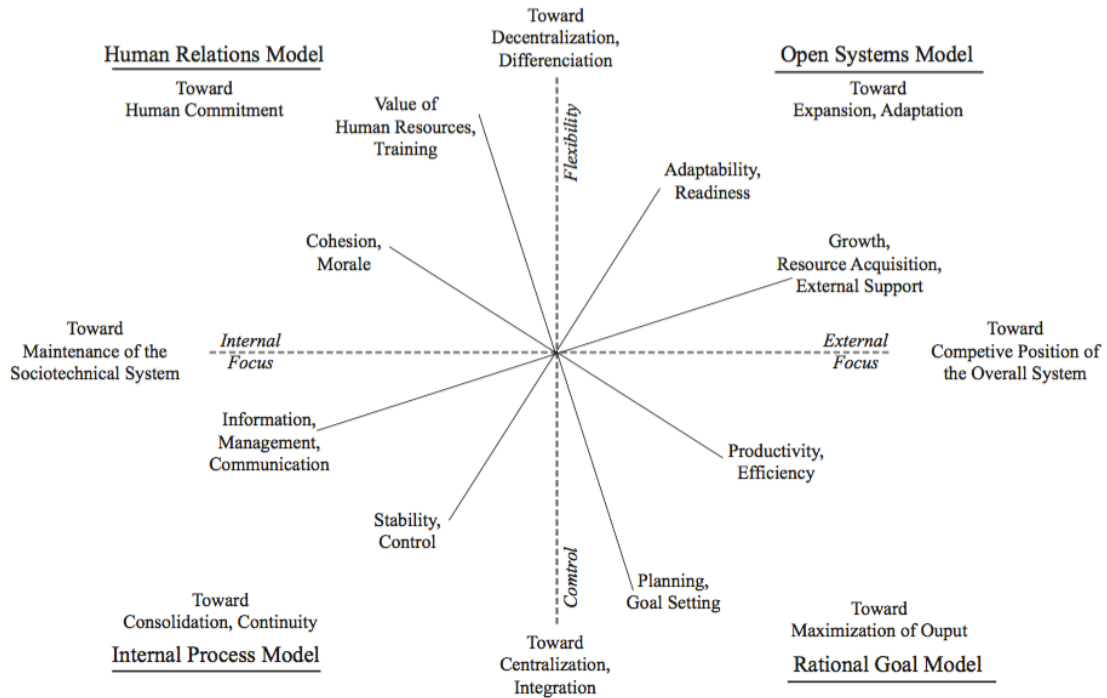 Toward
Decentralization,
Differenciation
Human Relations Model
Toward
Human Commitment
Open Systems Model
Toward
Expansion, Adaptation
Value of
Human Resources,
Training
Flexibility
Adaptability,
Readiness
Cohesion,
Morale
Growth,
Resource Acquisition,
External Support
Toward
Maintenance of the
Sociotechnical System
Internal
Focus
External
Focus
Toward
Competive Position of
the Overall System
Information,
Management,
Communication
Productivity,
Efficiency
Stability,
Control
Comtrol
Planning,
Goal Setting
Toward
Consolidation, Continuity
Internal Process Model
Toward
Centralization,
Integration
Toward
Maximization of Ouput
Rational Goal Model